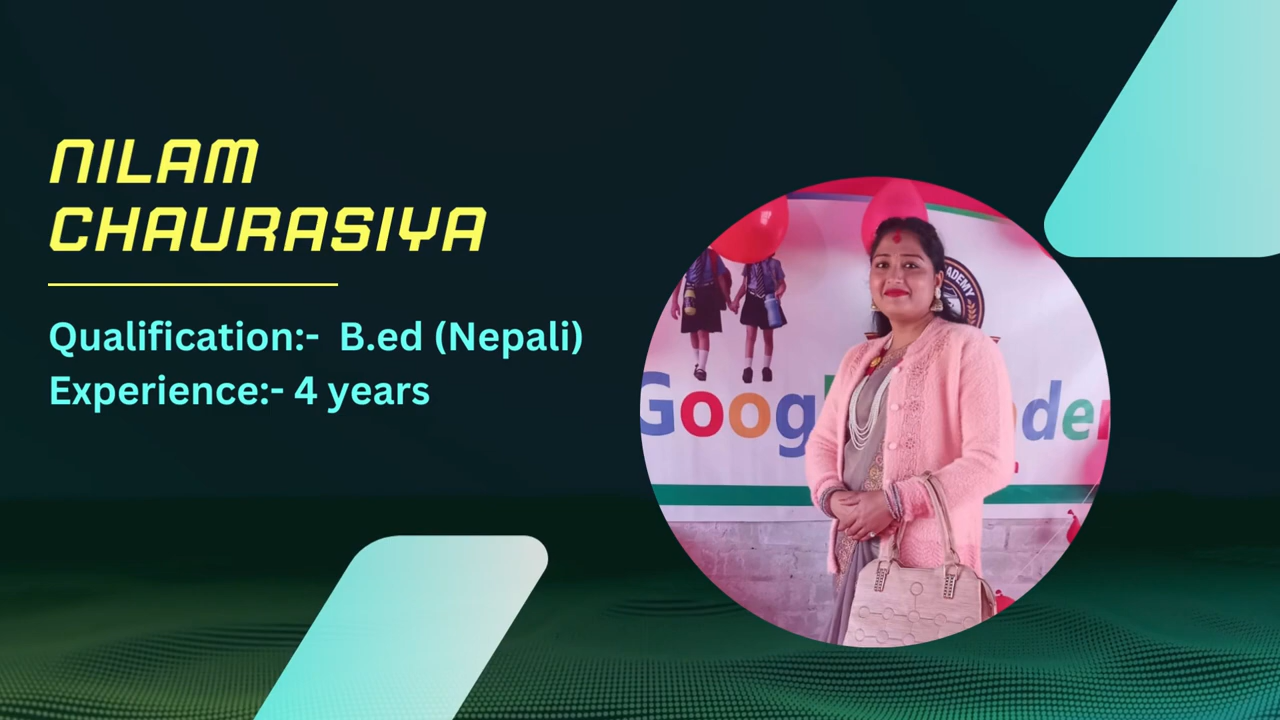 NILAM
CHAURASIYA
Qualification:- B.ed (Nepali)
Experience:- 4 years